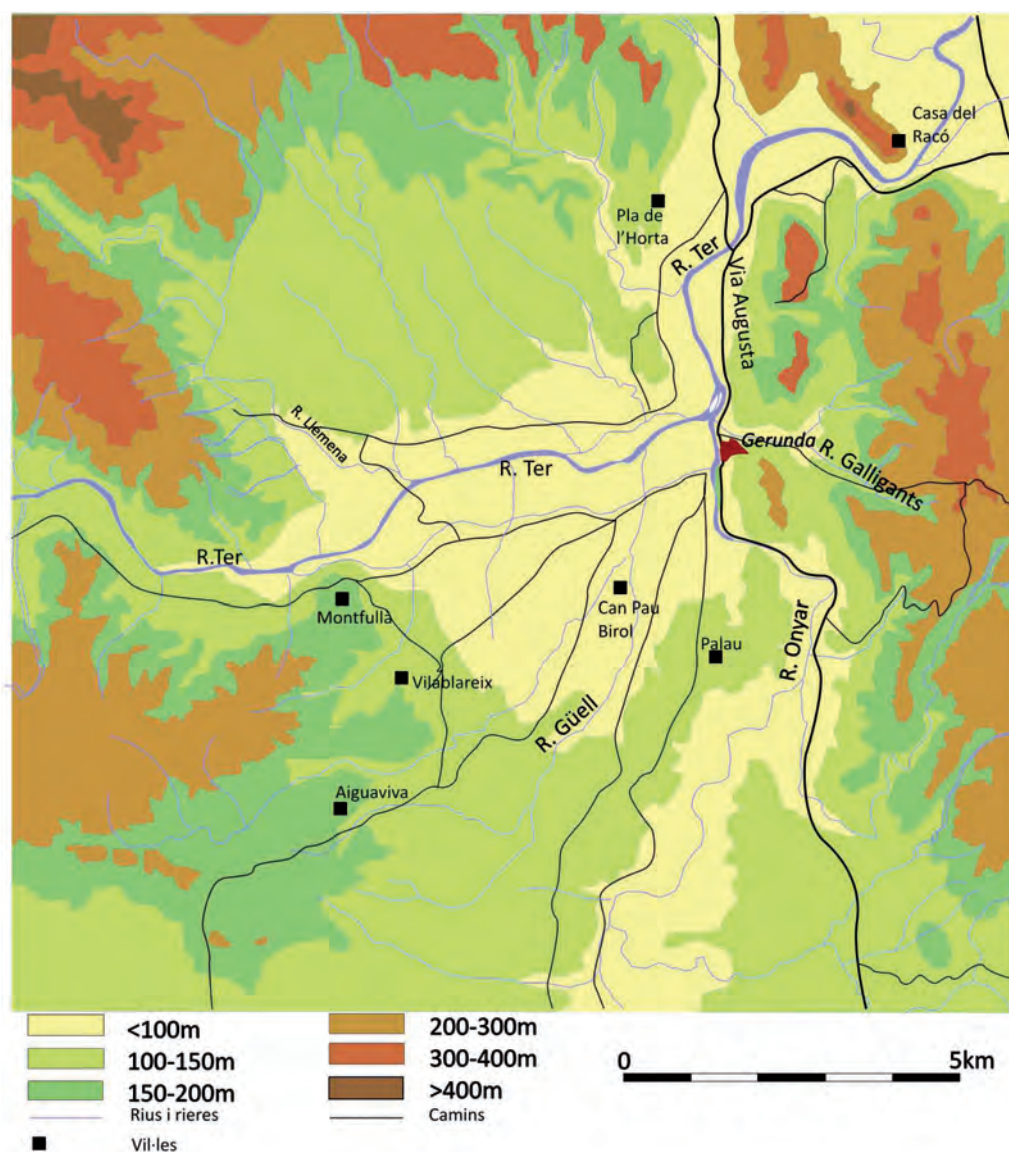 Casa del
Racó
Pla de
l'Horta
R. Ter
Via Augusta
R. Llemena
Gerunda
R. Galligants
R. Ter
R.Ter
Montfullà
Can Pau
Birol
Palau
R. Onyar
Vilablareix
R. Güell
Aiguaviva
<100m
200-300m
100-150m
300-400m
150-200m
>400m
Rius i rieres
Camins
Vil·les
0
5km